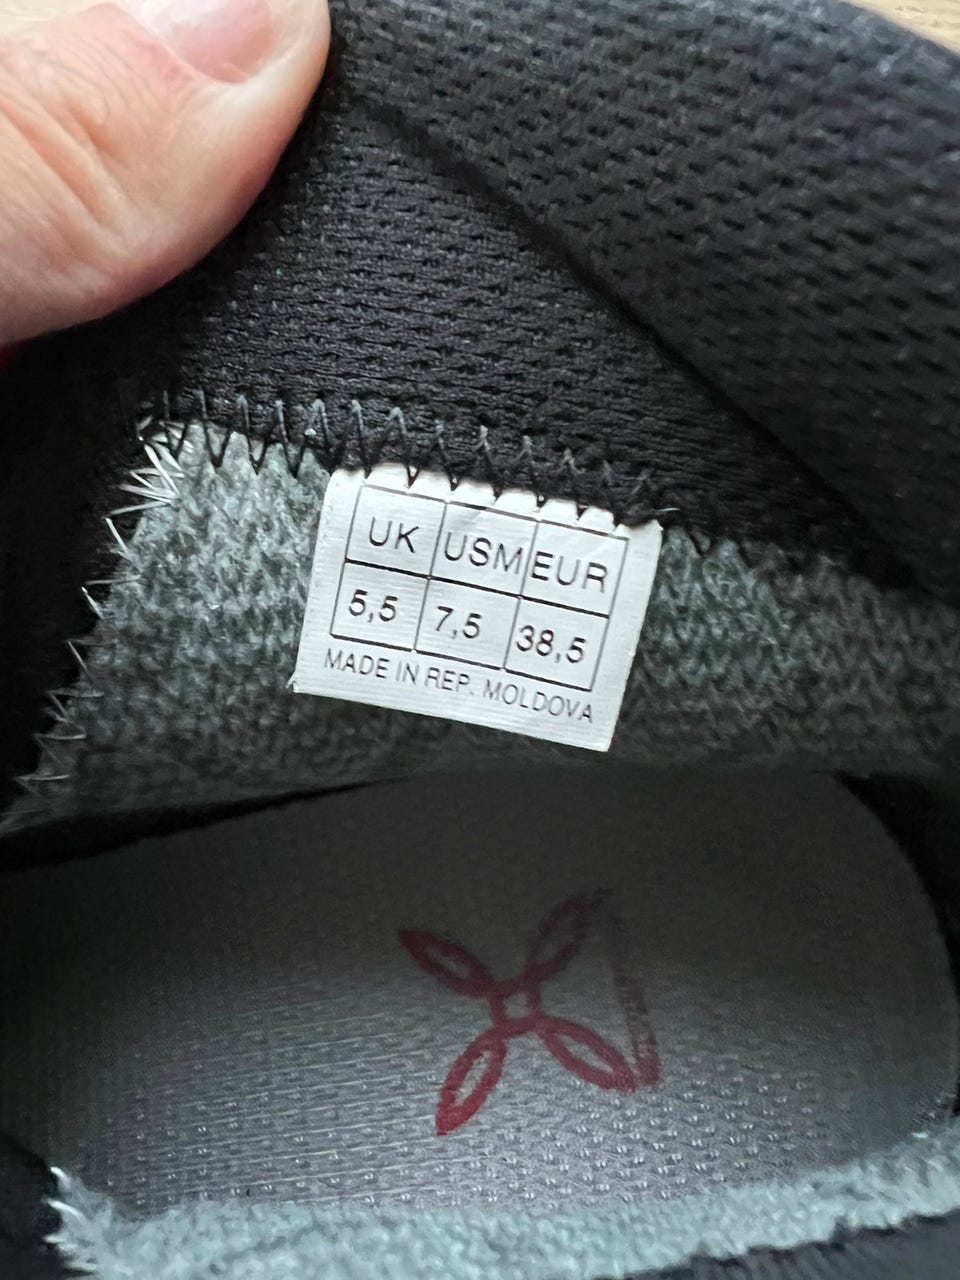 UK USM EUR
5,5 7,5 38,5
MADE IN REP. MOLDOVA